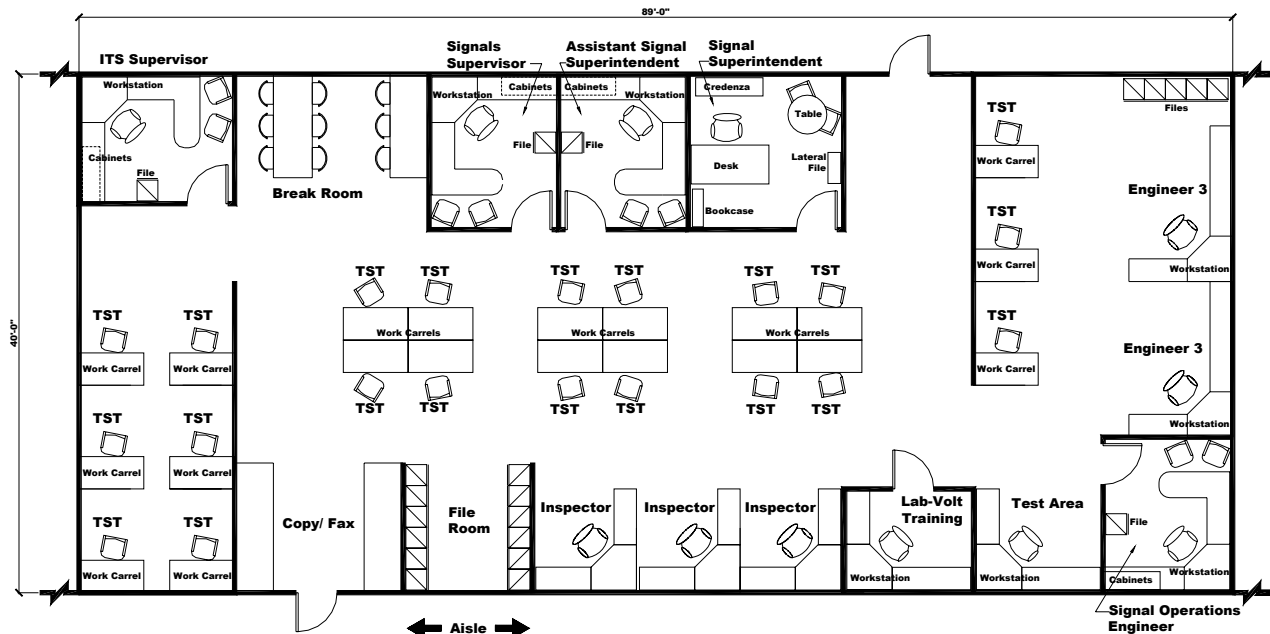 89'-0"
40'-0"
ITS Supervisor
Signals
Supervisor
Assistant Signal
Superintendent
Signal
Superintendent
Workstation
Cabinets
File
Break Room
Workstation
Cabinets
File
Cabinets
Workstation
File
Credenza
Table
Desk
Lateral
File
Bookcase
TST
Work Carrel
TST
Work Carrel
TST
Work Carrel
Files
Engineer 3
Workstation
Engineer 3
Workstation
TST
TST
Work Carrels
TST
TST
TST
TST
Work Carrels
TST
TST
TST
TST
Work Carrels
TST
TST
TST
TST
Work Carrel
Work Carrel
TST
TST
Work Carrel
Work Carrel
TST
TST
Work Carrel
Work Carrel
Copy/ Fax
File
Room
Inspector
Inspector
Inspector
Lab-Volt
Training
Workstation
Test Area
Workstation
File
Cabinets
Workstation
Signal Operations
Engineer
Aisle